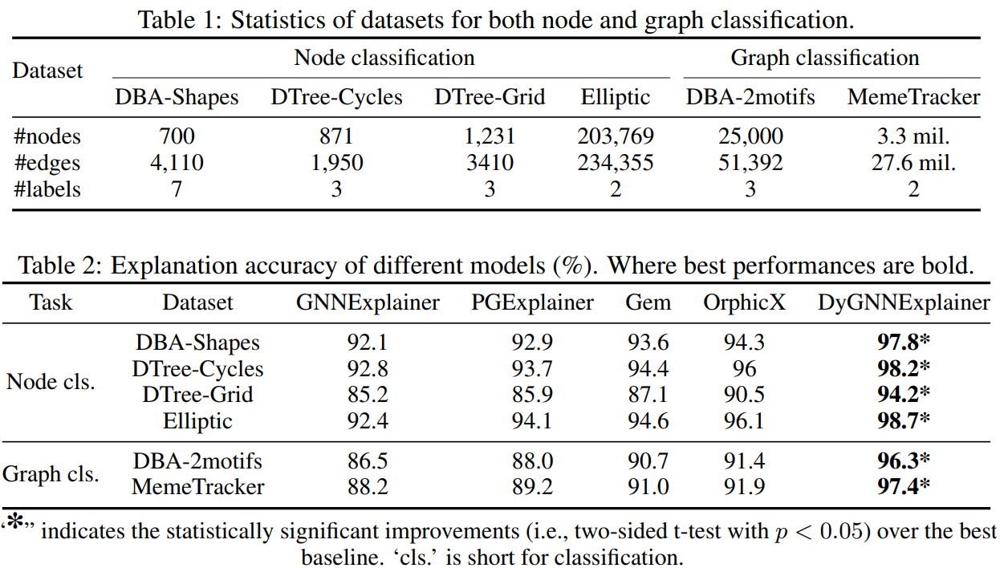 Table 1: Statistics of datasets for both node and graph classification.
Dataset Node classification Graph classification
DBA-Shapes DTree-Cycles DTree-Grid Elliptic DBA-2motifs MemeTracker
#nodes 700 871 1,231 203,769 25,000 3.3 mil.
#edges 4,110 1,950 3410 234,355 51,392 27.6 mil.
#labels 7 3 3 2 3 2
Table 2: Explanation accuracy of different models (%). Where best performances are bold.
Task Dataset GNNExplainer PGExplainer Gem OrphicX DyGNNExplainer
Node cls. DBA-Shapes 92.1 92.9 93.6 94.3 97.8*
DTree-Cycles 92.8 93.7 94.4 96 98.2*
DTree-Grid 85.2 85.9 87.1 90.5 94.2*
Elliptic 92.4 94.1 94.6 96.1 98.7*
Graph cls. DBA-2motifs 86.5 88.0 90.7 91.4 96.3*
MemeTracker 88.2 89.2 91.0 91.9 97.4*
‘*” indicates the statistically significant improvements (i.e., two-sided t-test with p < 0.05) over the best
baseline. ‘cls.’ is short for classification.